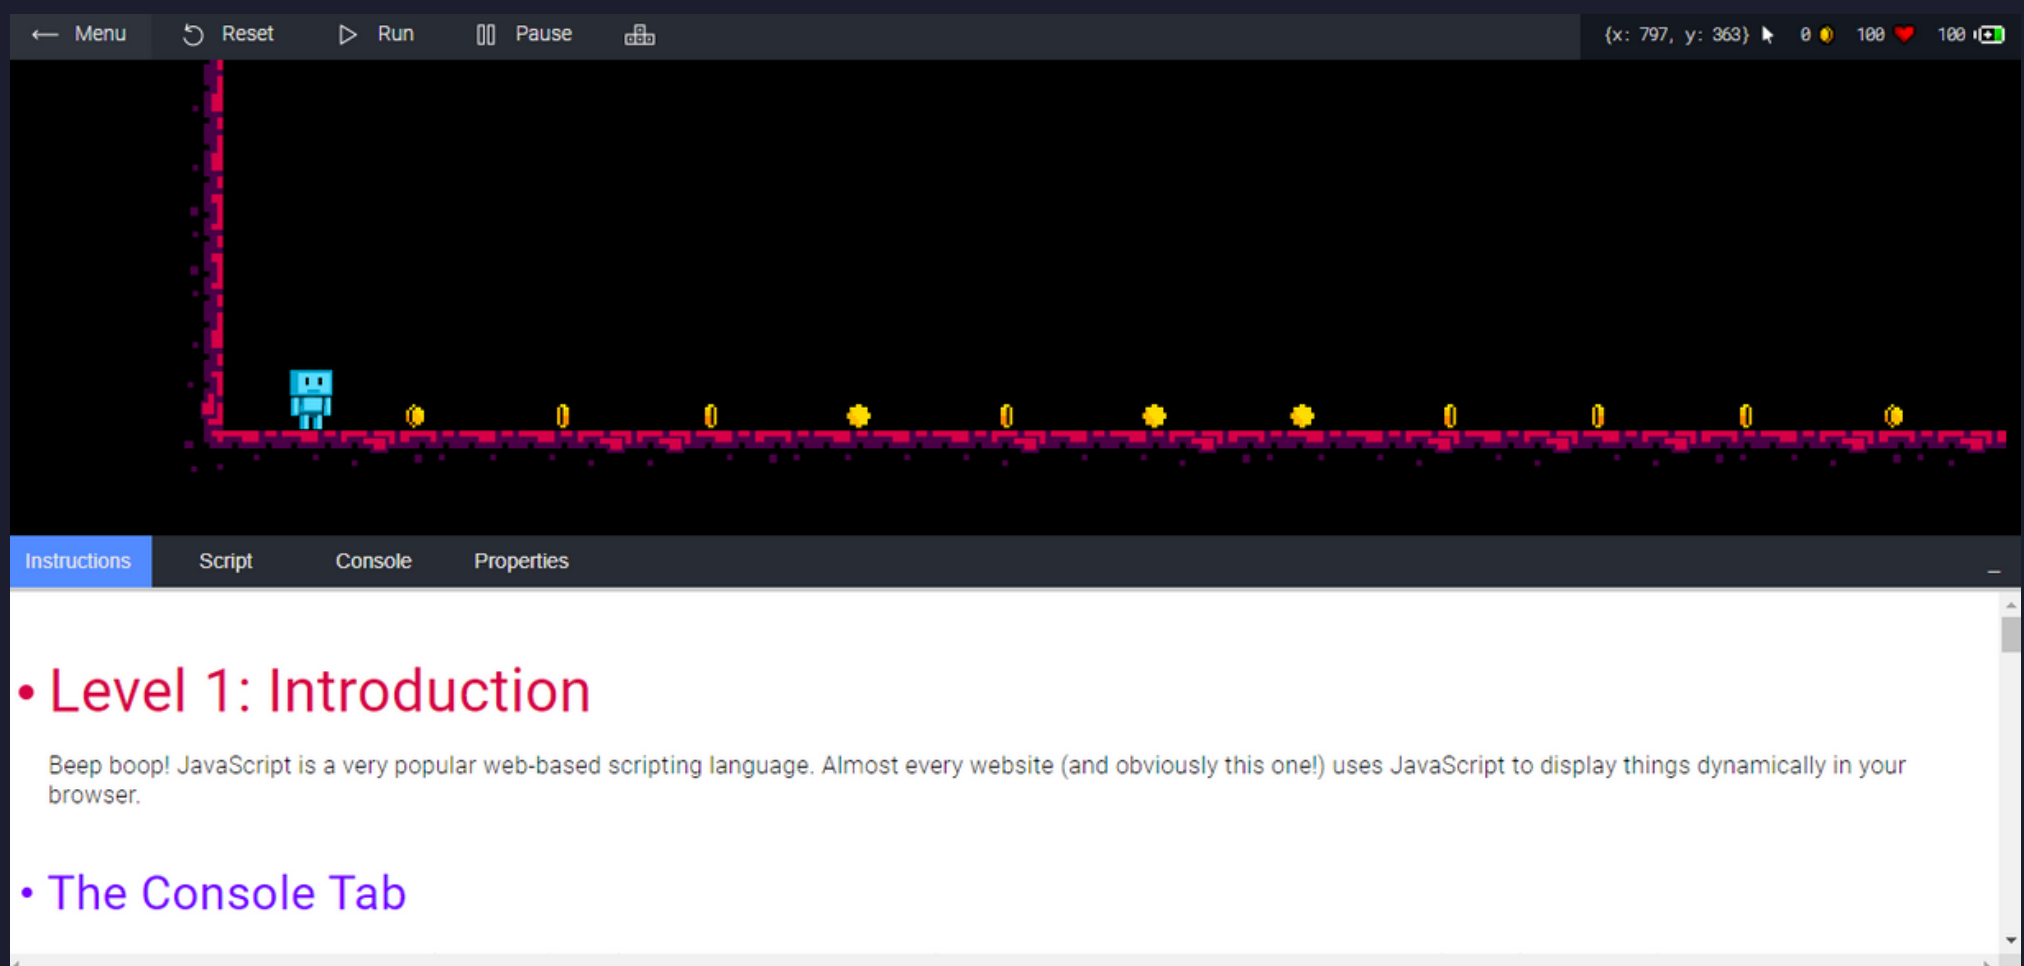 ← Menu Reset Run Pause {x: 797, y: 363} 0 100 100
Instructions Script Console Properties
• Level 1: Introduction
Beep boop! JavaScript is a very popular web-based scripting language. Almost every website (and obviously this one!) uses JavaScript to display things dynamically in your
browser.
• The Console Tab